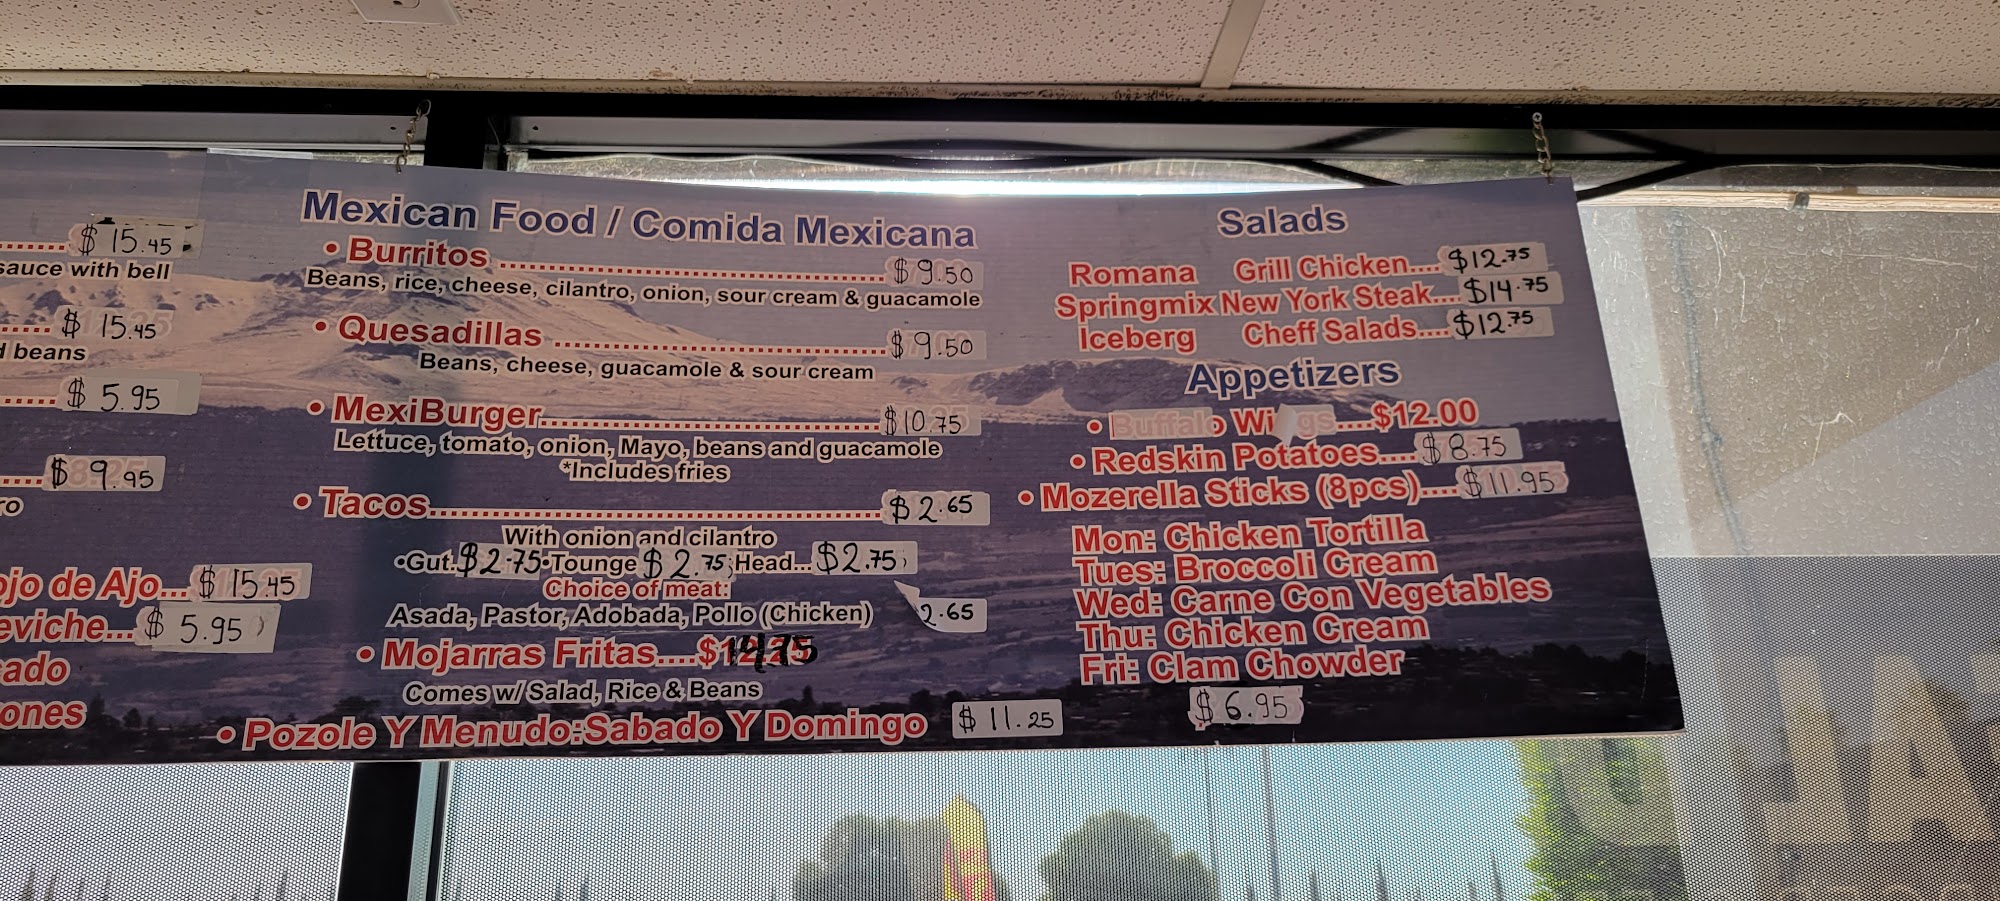 $ 15.45
sauce with bell
$ 15.45
beans
$ 5.95
$ 9.95
ro
ojo de Ajo... $ 15.45
eviche... $ 5.95
ado
ones
Mexican Food / Comida Mexicana
• Burritos $ 9.50
Beans, rice, cheese, cilantro, onion, sour cream & guacamole
• Quesadillas $ 9.50
Beans, cheese, guacamole & sour cream
• MexiBurger $ 10.75
Lettuce, tomato, onion, Mayo, beans and guacamole
*Includes fries
• Tacos $ 2.65
With onion and cilantro
•Gut. $2.75 •Tounge $2.75 Head... $2.75
Choice of meat:
Asada, Pastor, Adobada, Pollo (Chicken) 2.65
• Mojarras Fritas....$14.75
Comes w/ Salad, Rice & Beans
• Pozole Y Menudo:Sabado Y Domingo $ 11.25
Salads
Romana Grill Chicken.... $12.75
Springmix New York Steak.... $14.75
Iceberg Cheff Salads.... $12.75
Appetizers
• Buffalo Wings....$12.00
• Redskin Potatoes.... $8.75
• Mozerella Sticks (8pcs).... $11.95
Mon: Chicken Tortilla
Tues: Broccoli Cream
Wed: Carne Con Vegetables
Thu: Chicken Cream
Fri: Clam Chowder
$ 6.95